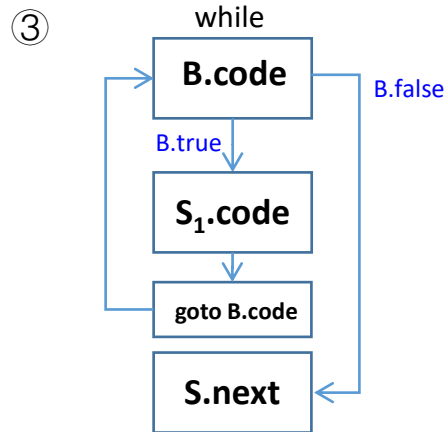 ③
while
B.code
B.false
B.true
S₁.code
goto B.code
S.next